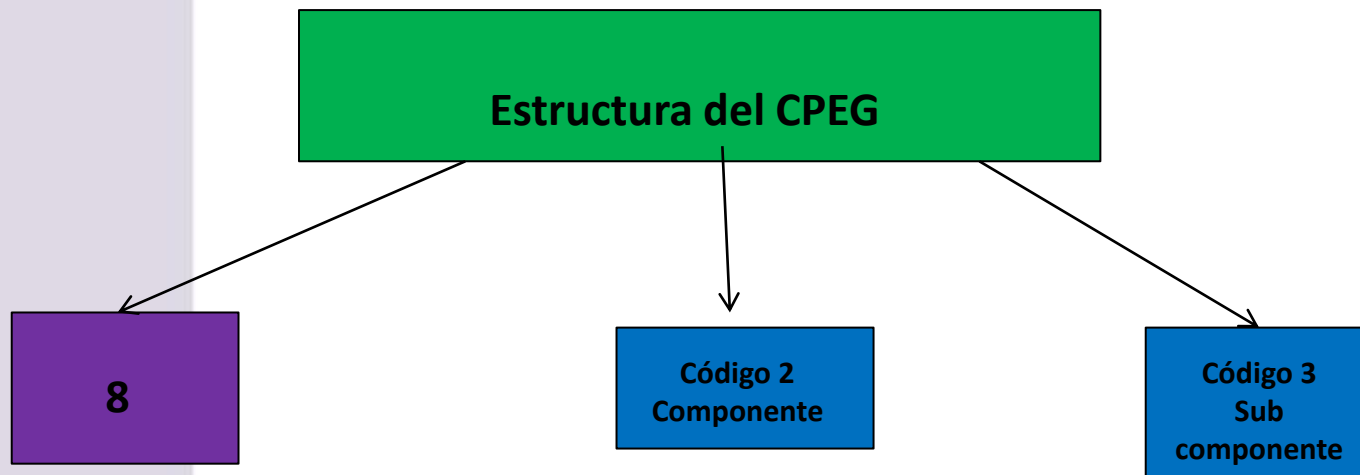 Estructura del CPEG
8
Código 2
Componente
Código 3
Sub
componente